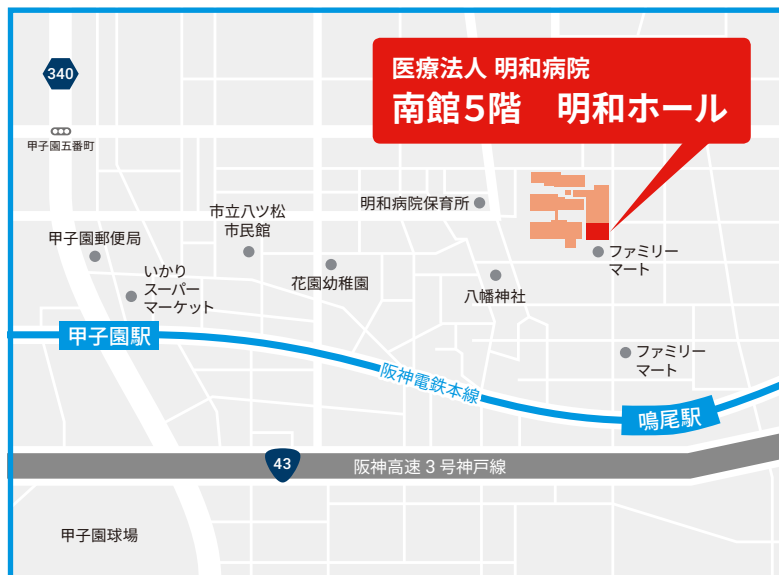 340
医療法人 明和病院
南館5階　明和ホール
甲子園五番町
明和病院保育所
市立八ツ松
市民館
甲子園郵便局
ファミリー
マート
いかり
スーパー
マーケット
花園幼稚園
八幡神社
甲子園駅
ファミリー
マート
阪神電鉄本線
鳴尾駅
43
阪神高速3号神戸線
甲子園球場